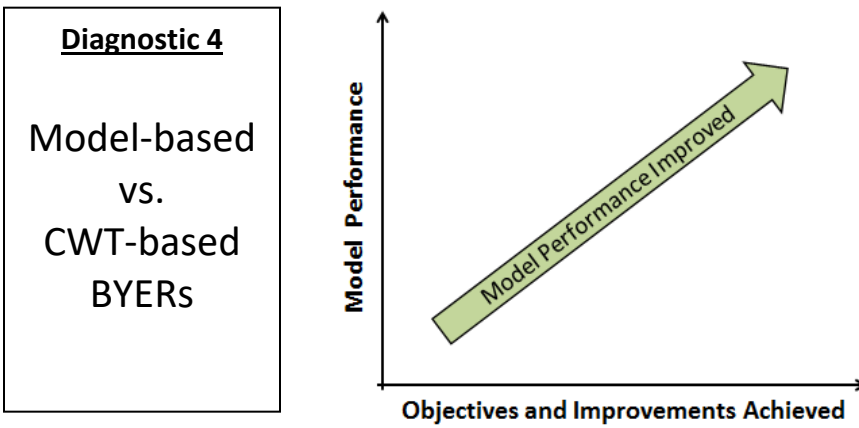 Diagnostic 4
Model-based
vs.
CWT-based
BYERs
Model Performance
Model Performance Improved
Objectives and Improvements Achieved